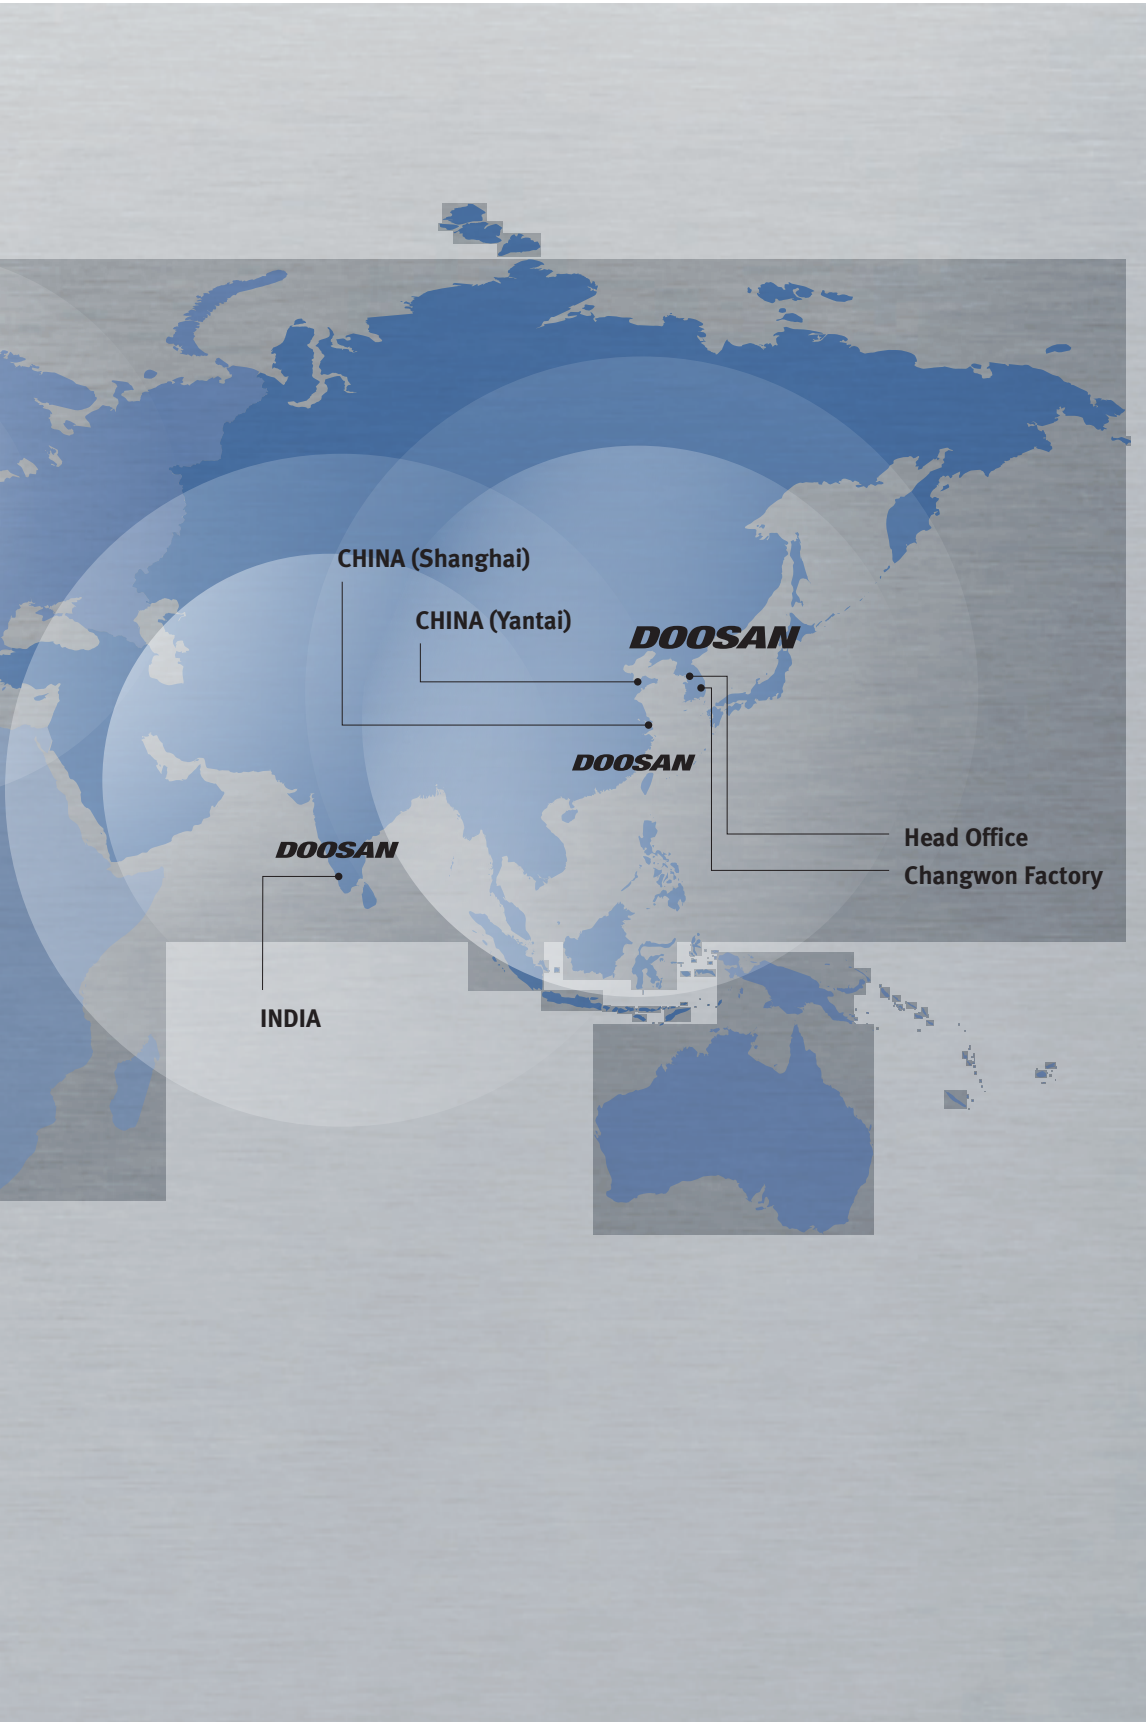 CHINA (Shanghai)
CHINA (Yantai)
DOOSAN
DOOSAN
Head Office
DOOSAN
Changwon Factory
INDIA